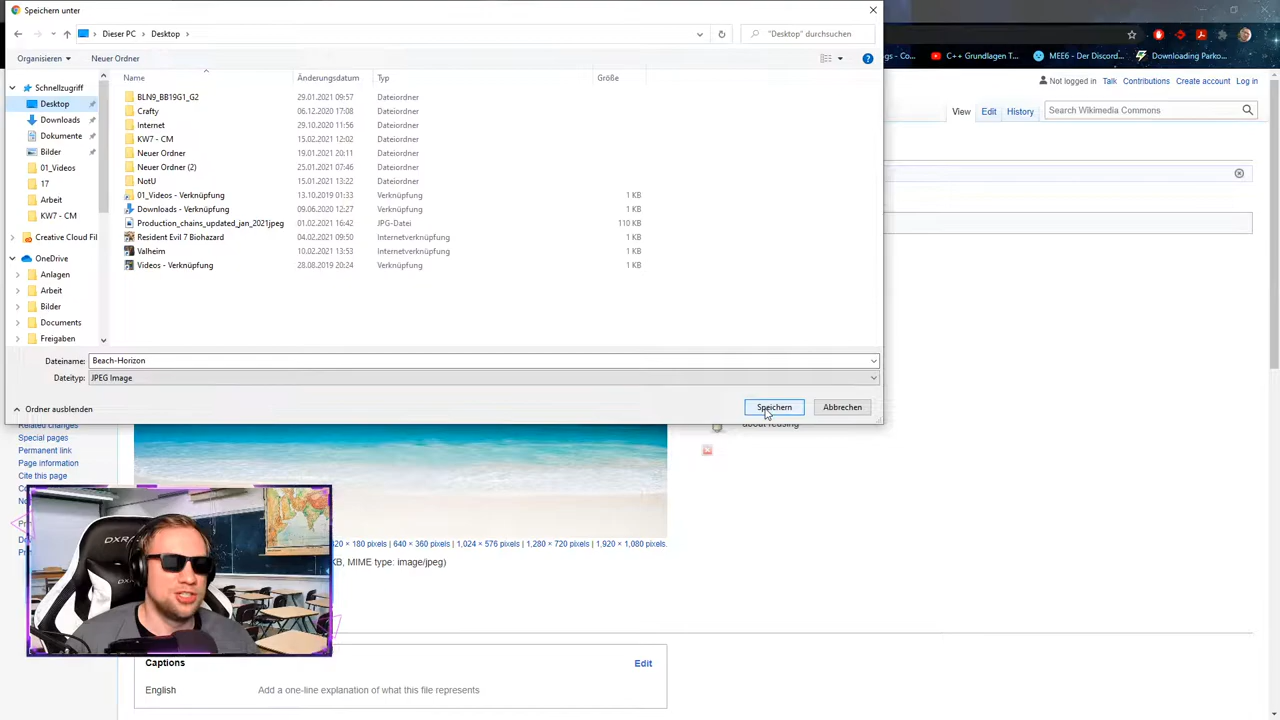 Speichern unter
Dieser PC
Desktop
"Desktop" durchsuchen
Organisieren
Neuer Ordner
Name
Änderungsdatum
Typ
Größe
Schnellzugriff
Desktop
Downloads
Dokumente
Bilder
01_Videos
17
Arbeit
KW7 - CM
Creative Cloud Fil
OneDrive
Anlagen
Arbeit
Bilder
Documents
Freigaben
BLN9_BB19G1_G2 29.01.2021 09:57 Dateiordner
Crafty 06.12.2020 17:08 Dateiordner
Internet 29.10.2020 11:56 Dateiordner
KW7 - CM 15.02.2021 12:02 Dateiordner
Neuer Ordner 19.01.2021 20:11 Dateiordner
Neuer Ordner (2) 25.01.2021 07:46 Dateiordner
NotU 15.01.2021 13:22 Dateiordner
01_Videos - Verknüpfung 13.10.2019 01:33 Verknüpfung 1 KB
Downloads - Verknüpfung 09.06.2020 12:27 Verknüpfung 1 KB
Production_chains_updated_jan_2021jpeg 01.02.2021 16:42 JPG-Datei 110 KB
Resident Evil 7 Biohazard 04.02.2021 09:50 Internetverknüpfung 1 KB
Valheim 10.02.2021 13:53 Internetverknüpfung 1 KB
Videos - Verknüpfung 28.08.2019 20:24 Verknüpfung 1 KB
Dateiname: Beach-Horizon
Dateityp: JPEG Image
Ordner ausblenden
Speichern
Abbrechen
gs - Co...
C++ Grundlagen T...
MEE6 - Der Discord...
Downloading Parko...
Not logged in Talk Contributions Create account Log in
View Edit History
Search Wikimedia Commons
about reusing
Related changes
Special pages
Permanent link
Page information
Cite this page
20 × 180 pixels | 640 × 360 pixels | 1,024 × 576 pixels | 1,280 × 720 pixels | 1,920 × 1,080 pixels.
KB, MIME type: image/jpeg)
DXR
Captions
Edit
English
Add a one-line explanation of what this file represents